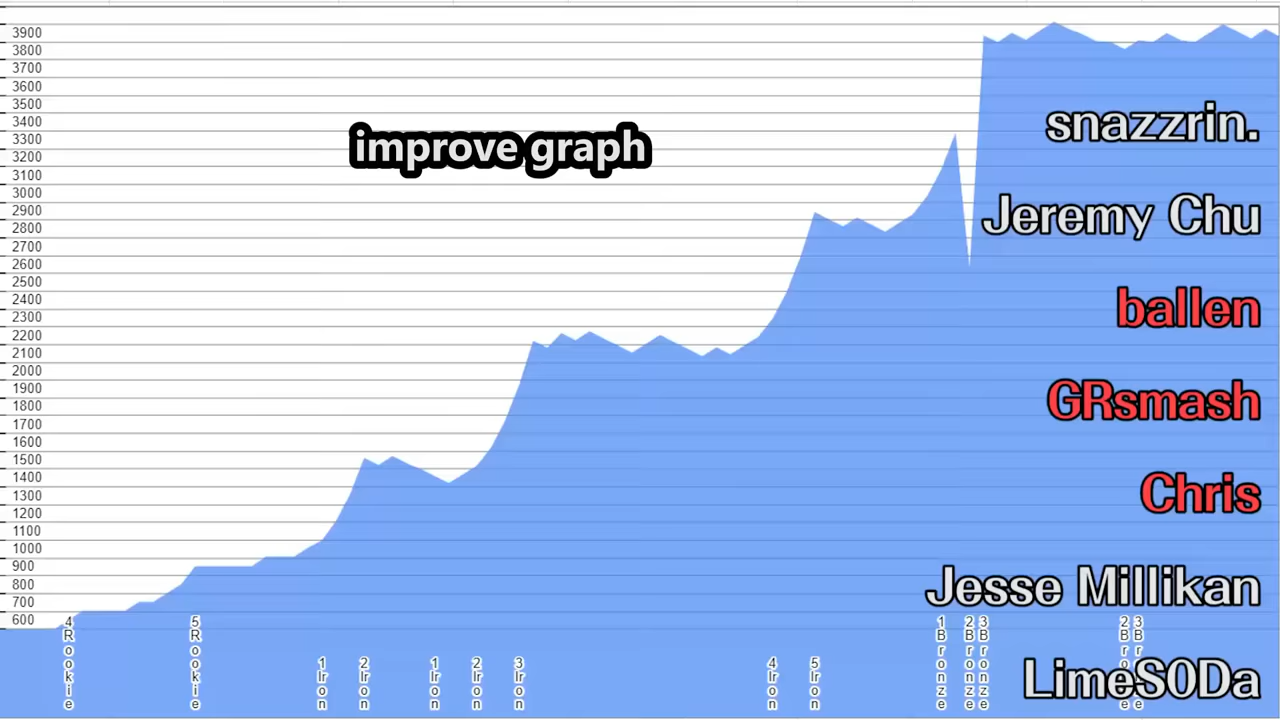 3900
3800
3700
3600
3500
3400
3300
3200
3100
3000
2900
2800
2700
2600
2500
2400
2300
2200
2100
2000
1900
1800
1700
1600
1500
1400
1300
1200
1100
1000
900
800
700
600
improve graph
snazzrin.
Jeremy Chu
ballen
GRsmash
Chris
Jesse Millikan
LimeS0Da
4 Rookie
5 Rookie
1 Iron
2 Iron
1 Iron
2 Iron
3 Iron
4 Iron
5 Iron
1 Bronze
2 Bronze
3 Bronze
2
3